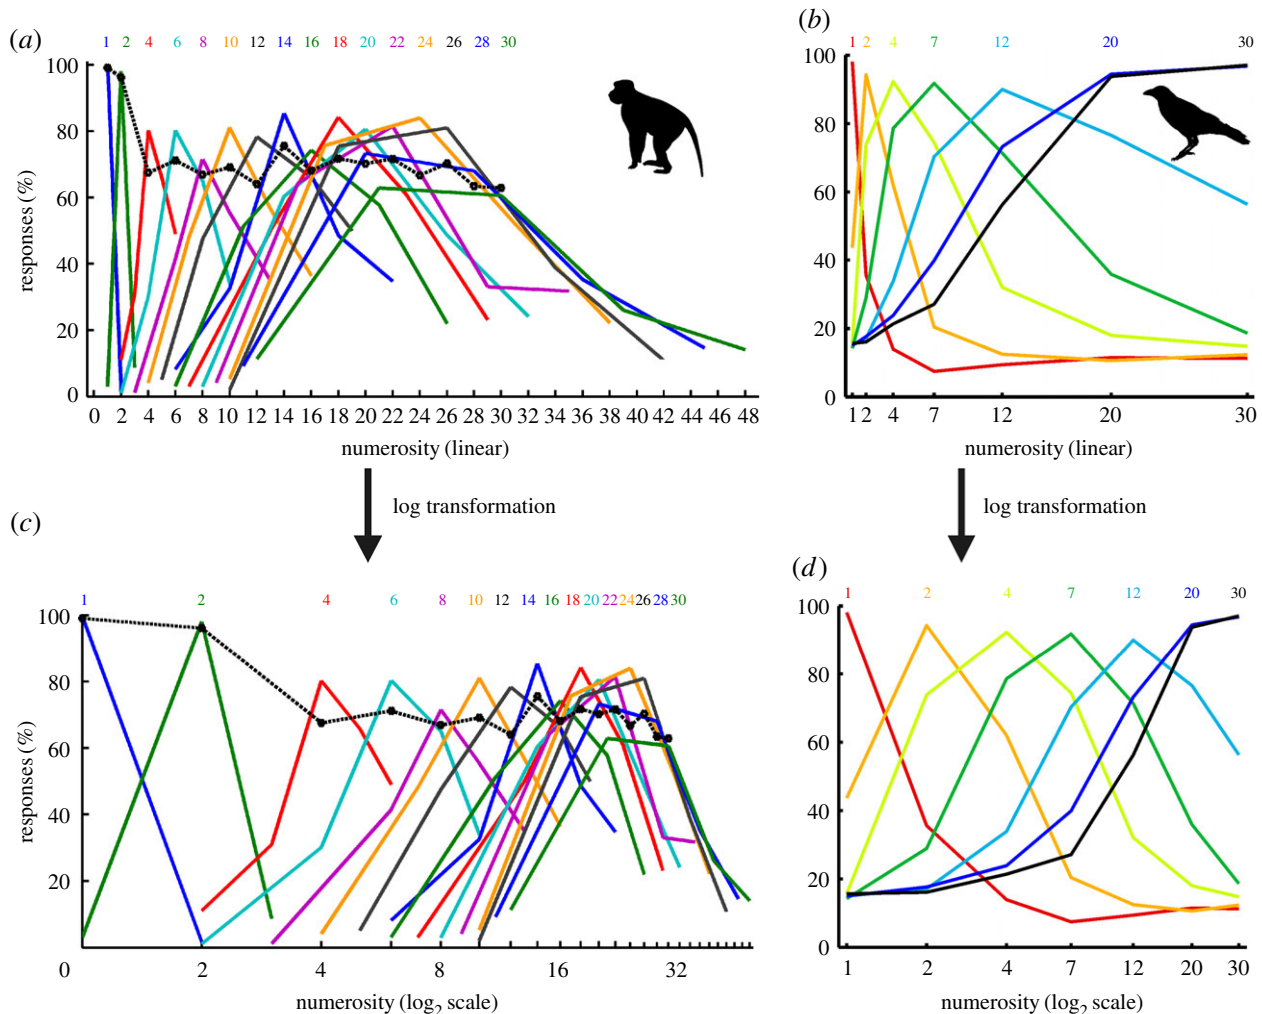 (a)
1 2 4 6 8 10 12 14 16 18 20 22 24 26 28 30
100
80
60
40
20
0
responses (%)
0 2 4 6 8 10 12 14 16 18 20 22 24 26 28 30 32 34 36 38 40 42 44 46 48
numerosity (linear)
log transformation
(b)
1 2 4 7 12 20 30
100
80
60
40
20
0
1 2 4 7 12 20 30
numerosity (linear)
log transformation
(c)
1 2 4 6 8 10 12 14 16 18 20 22 24 26 28 30
100
80
60
40
20
responses (%)
0 2 4 8 16 32
numerosity (log2 scale)
(d)
1 2 4 7 12 20 30
100
80
60
40
20
0
1 2 4 7 12 20 30
numerosity (log2 scale)